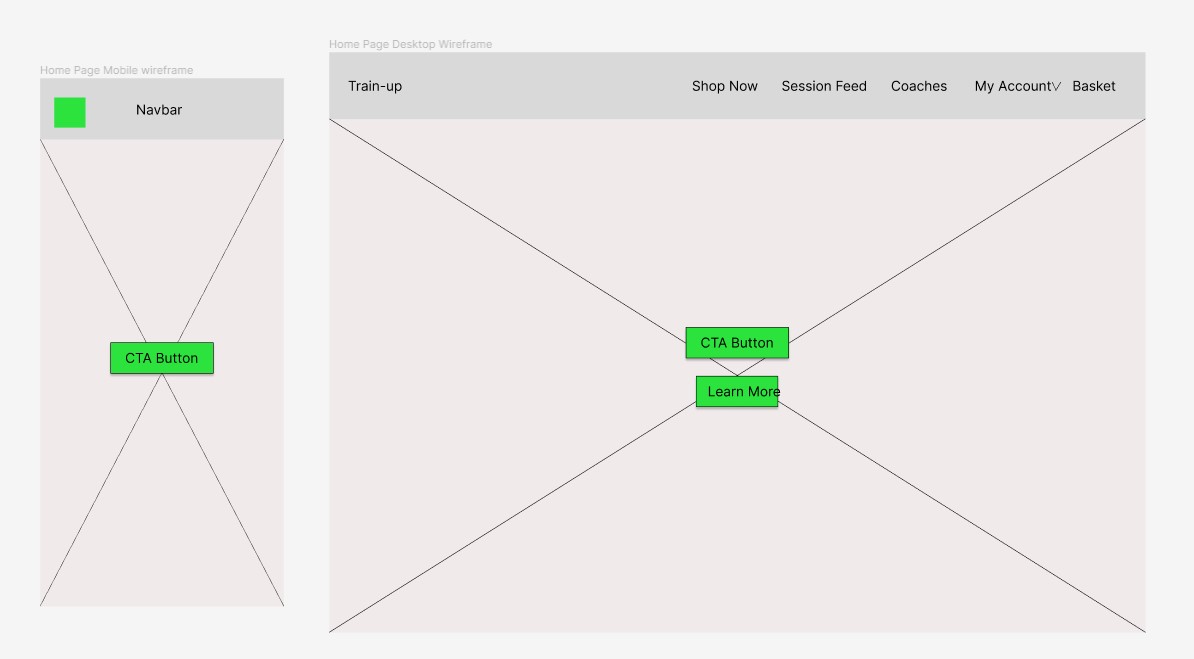 Home Page Mobile wireframe
Navbar
CTA Button
Home Page Desktop Wireframe
Train-up Shop Now Session Feed Coaches My Account Basket
CTA Button
Learn More